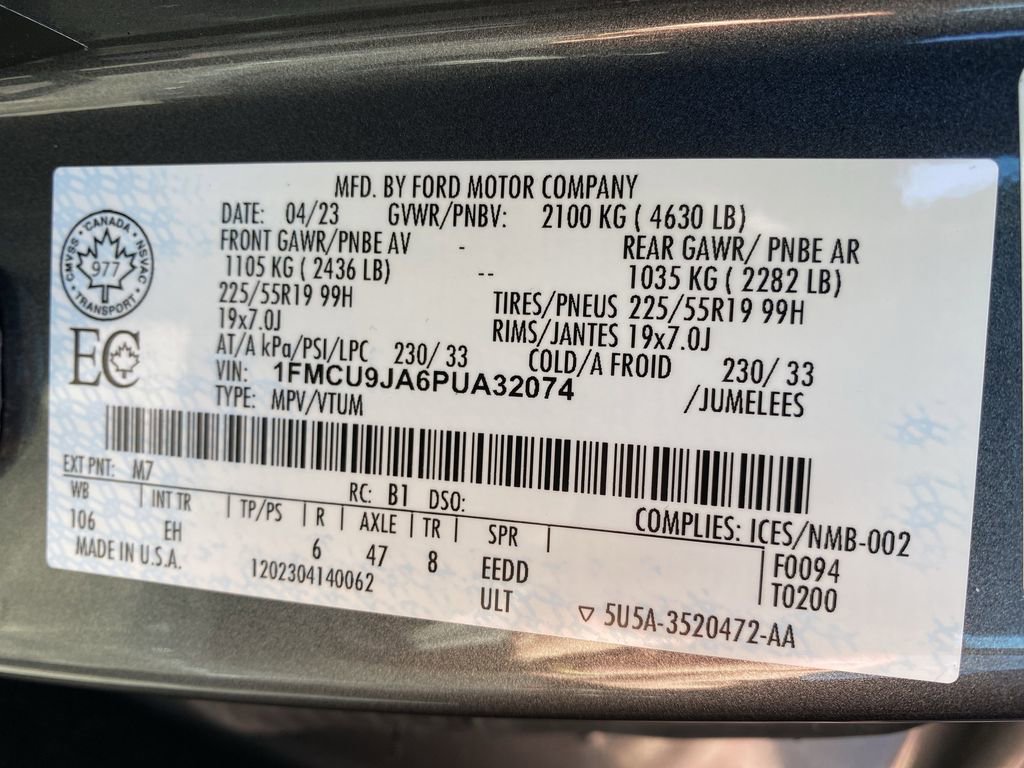 MFD. BY FORD MOTOR COMPANY
DATE: 04/23 GVWR/PNBV: 2100 KG ( 4630 LB)
FRONT GAWR/PNBE AV - REAR GAWR/ PNBE AR
1105 KG ( 2436 LB) -- 1035 KG ( 2282 LB)
225/55R19 99H TIRES/PNEUS 225/55R19 99H
19x7.0J RIMS/JANTES 19x7.0J
AT/A kPa/PSI/LPC 230/ 33 COLD/A FROID 230/ 33
VIN: 1FMCU9JA6PUA32074 /JUMELEES
TYPE: MPV/VTUM
CANADA
CMVSS 977 NSVAC
TRANSPORT
EC
EXT PNT: M7 RC: B1 DSO: COMPLIES: ICES/NMB-002
WB | INT TR | TP/PS | R | AXLE | TR | SPR |
106 EH 6 47 8 EEDD F0094
MADE IN U.S.A. 1202304140062 ULT T0200
5U5A-3520472-AA